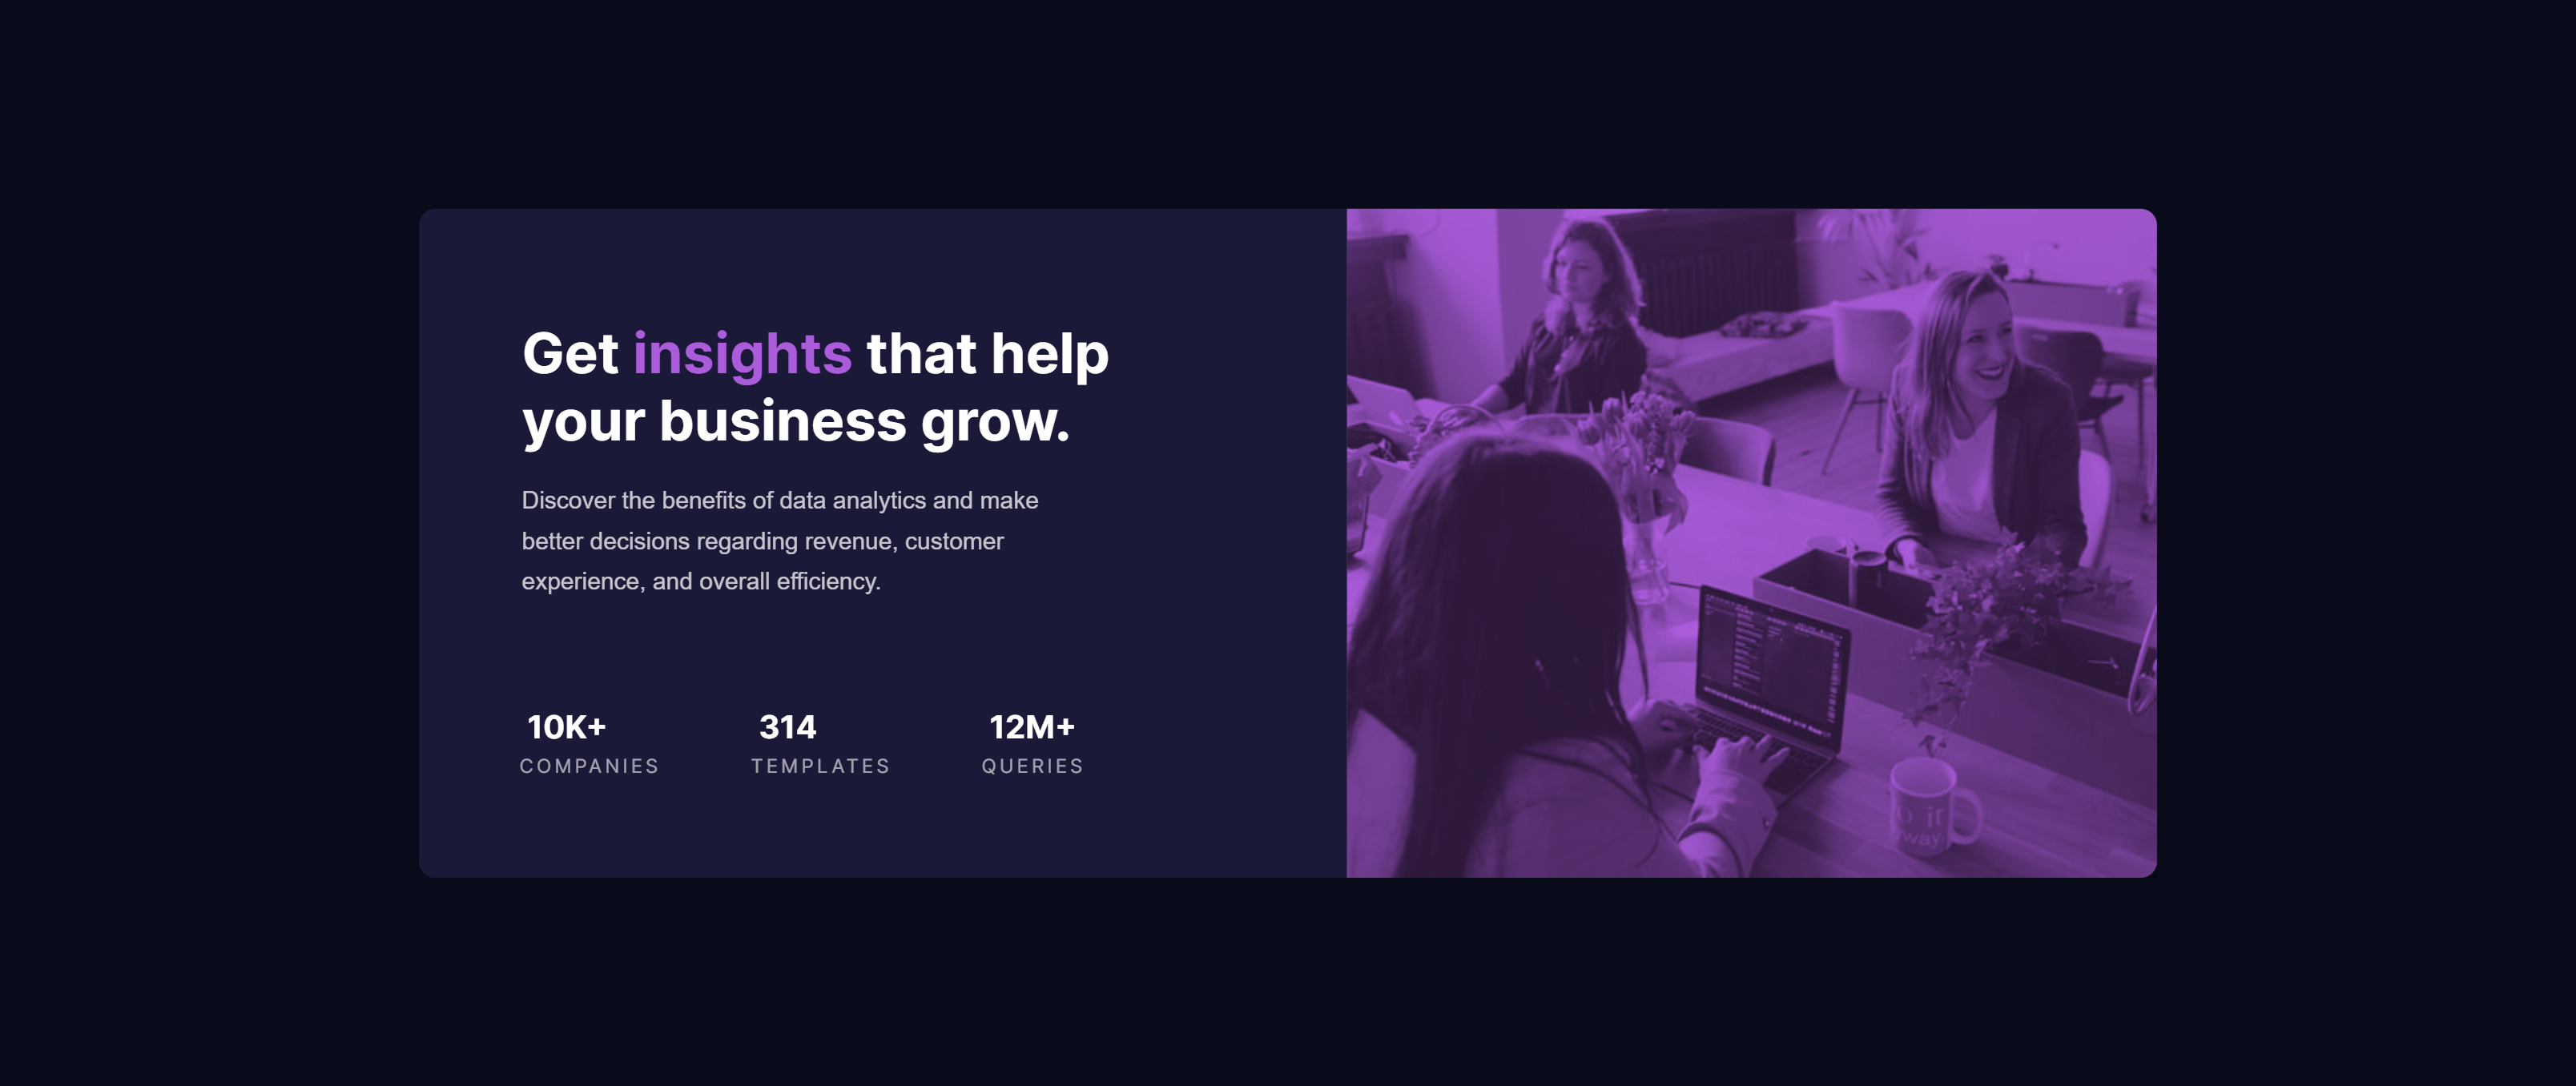 Get insights that help
your business grow.
Discover the benefits of data analytics and make
better decisions regarding revenue, customer
experience, and overall efficiency.
10K+ 314 12M+
COMPANIES TEMPLATES QUERIES